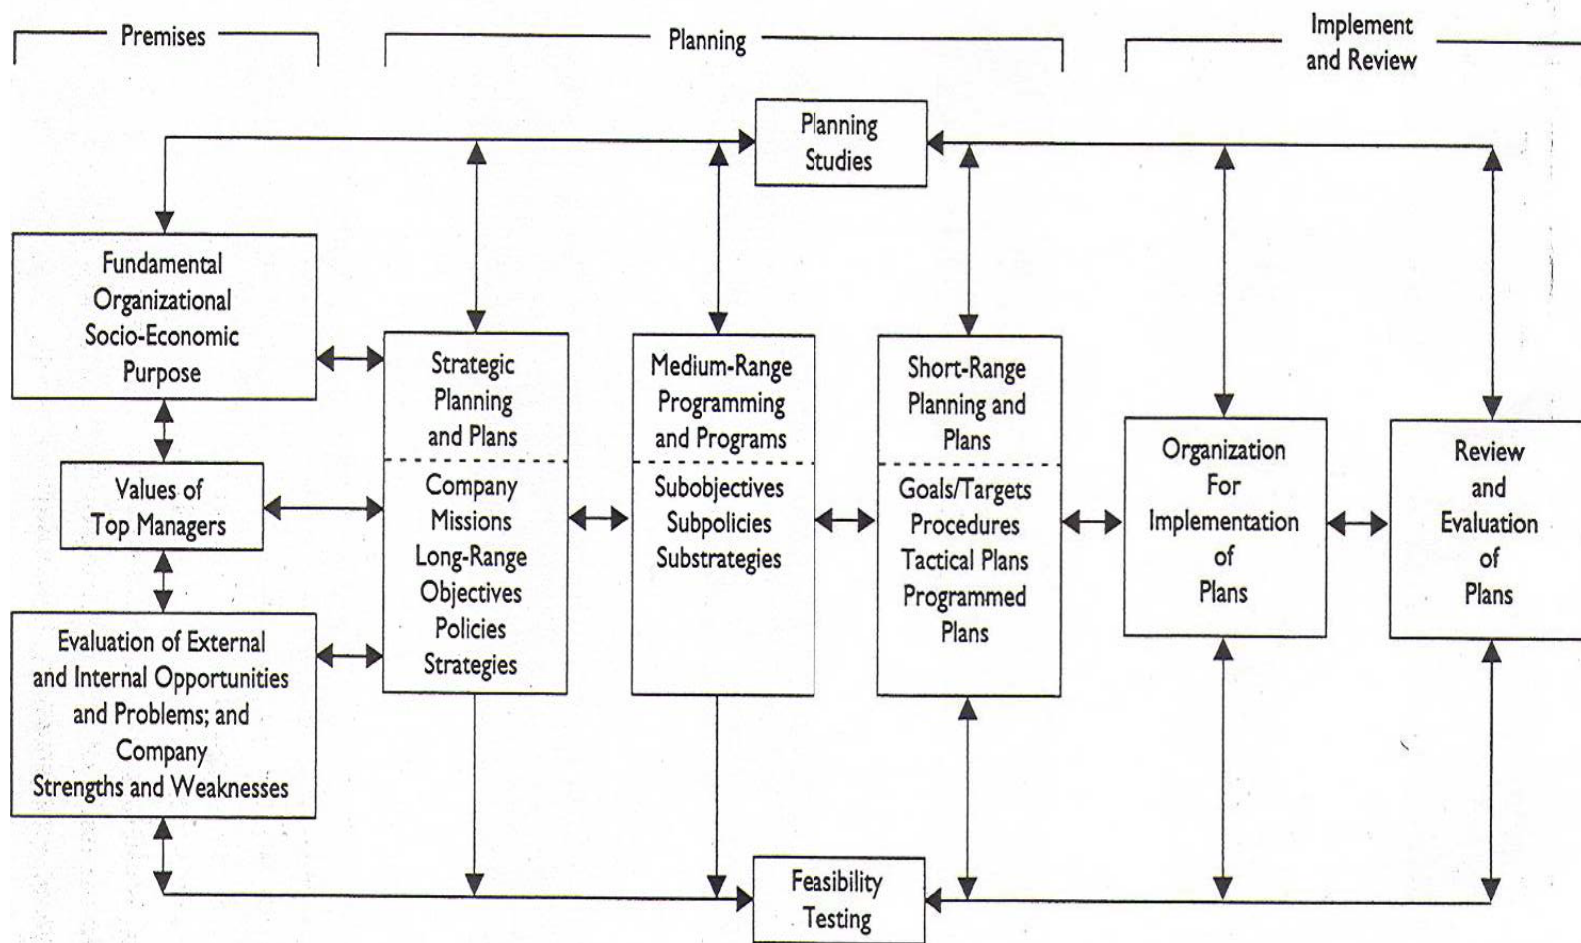 Premises
Planning
Implement
and Review
Planning
Studies
Fundamental
Organizational
Socio-Economic
Purpose
Values of
Top Managers
Evaluation of External
and Internal Opportunities
and Problems; and
Company
Strengths and Weaknesses
Strategic
Planning
and Plans
Company
Missions
Long-Range
Objectives
Policies
Strategies
Medium-Range
Programming
and Programs
Subobjectives
Subpolicies
Substrategies
Short-Range
Planning and
Plans
Goals/Targets
Procedures
Tactical Plans
Programmed
Plans
Organization
For
Implementation
of
Plans
Review
and
Evaluation
of
Plans
Feasibility
Testing